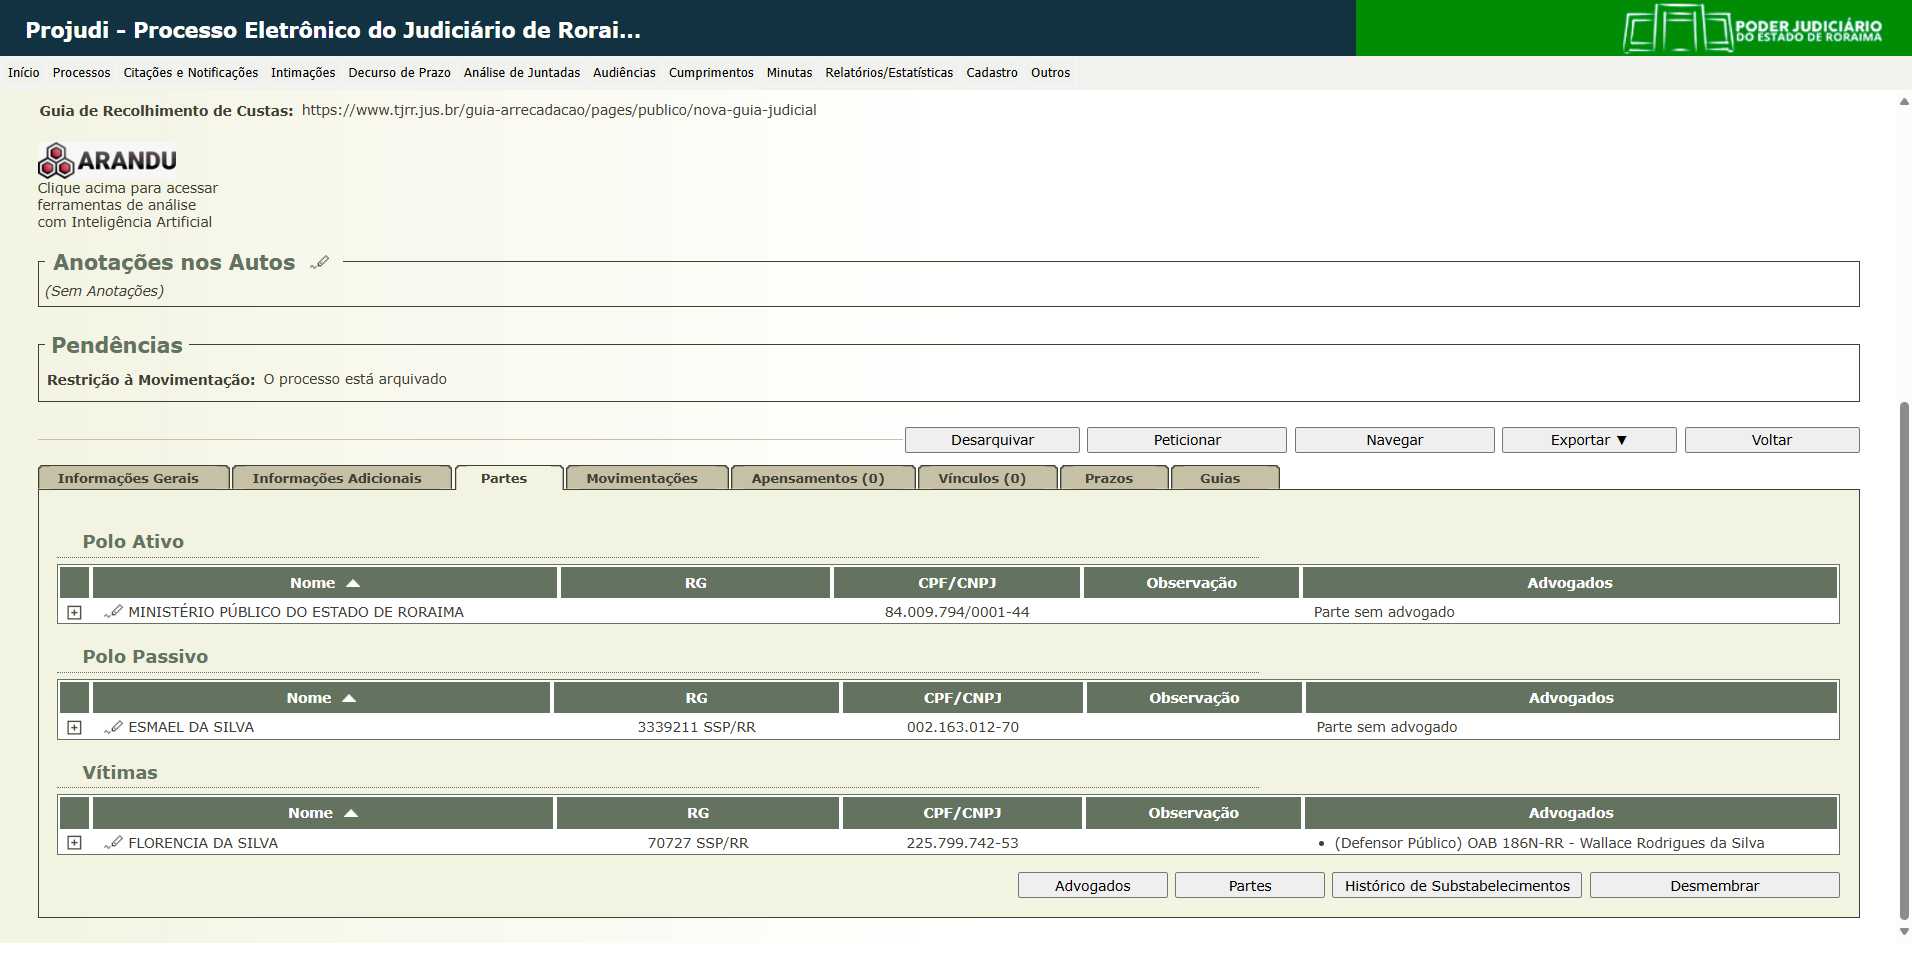 Projudi - Processo Eletrônico do Judiciário de Rorai...
PODER JUDICIÁRIO
DO ESTADO DE RORAIMA
Início Processos Citações e Notificações Intimações Decurso de Prazo Análise de Juntadas Audiências Cumprimentos Minutas Relatórios/Estatísticas Cadastro Outros
Guia de Recolhimento de Custas: https://www.tjrr.jus.br/guia-arrecadacao/pages/publico/nova-guia-judicial
ARANDU
Clique acima para acessar
ferramentas de análise
com Inteligência Artificial
Anotações nos Autos
(Sem Anotações)
Pendências
Restrição à Movimentação: O processo está arquivado
Desarquivar Peticionar Navegar Exportar ▼ Voltar
Informações Gerais Informações Adicionais Partes Movimentações Apensamentos (0) Vínculos (0) Prazos Guias
Polo Ativo
Nome RG CPF/CNPJ Observação Advogados
MINISTÉRIO PÚBLICO DO ESTADO DE RORAIMA 84.009.794/0001-44 Parte sem advogado
Polo Passivo
Nome RG CPF/CNPJ Observação Advogados
ESMAEL DA SILVA 3339211 SSP/RR 002.163.012-70 Parte sem advogado
Vítimas
Nome RG CPF/CNPJ Observação Advogados
FLORENCIA DA SILVA 70727 SSP/RR 225.799.742-53 • (Defensor Público) OAB 186N-RR - Wallace Rodrigues da Silva
Advogados Partes Histórico de Substabelecimentos Desmembrar